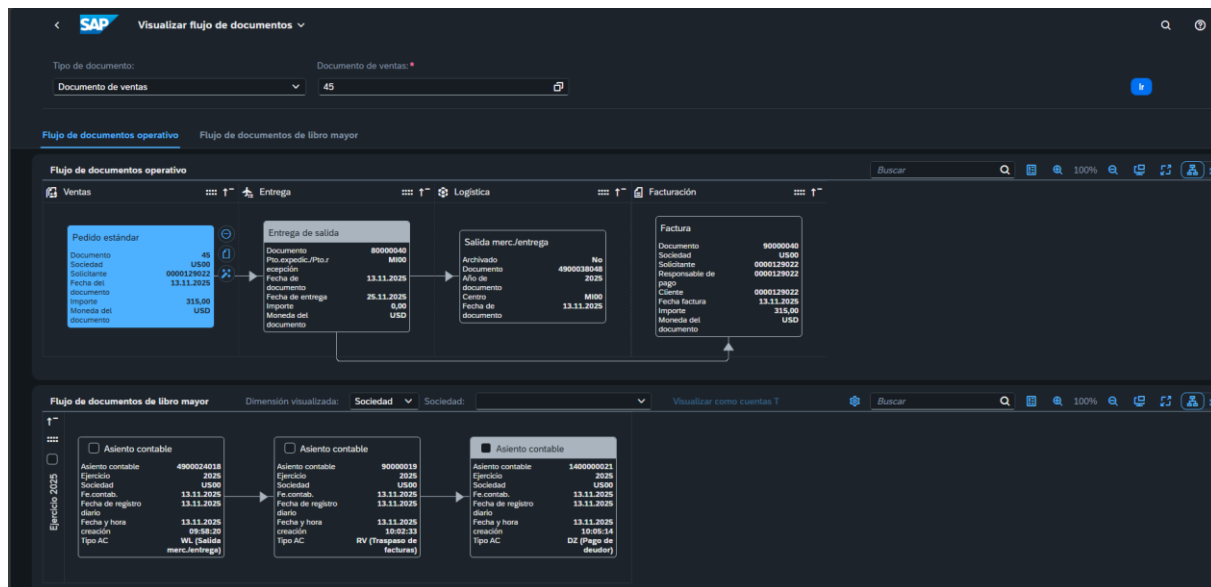 SAP Visualizar flujo de documentos
Tipo de documento: Documento de ventas:*
Documento de ventas 45 Ir
Flujo de documentos operativo Flujo de documentos de libro mayor
Flujo de documentos operativo Buscar 100%
Ventas Entrega Logística Facturación
Pedido estándar
Documento 45
Sociedad US00
Solicitante 0000129022
Fecha del 13.11.2025
documento
Importe 315,00
Moneda del USD
documento
Entrega de salida
Documento 80000040
Pto.expedic./Pto.r MI00
ecepción
Fecha de 13.11.2025
documento
Fecha de entrega 25.11.2025
Importe 0,00
Moneda del USD
documento
Salida merc./entrega
Archivado No
Documento 4900038048
Año de 2025
documento
Centro MI00
Fecha de 13.11.2025
documento
Factura
Documento 90000040
Sociedad US00
Solicitante 0000129022
Responsable de 0000129022
pago
Cliente 0000129022
Fecha factura 13.11.2025
Importe 315,00
Moneda del USD
documento
Flujo de documentos de libro mayor Dimensión visualizada: Sociedad Sociedad: Visualizar como cuentas T Buscar 100%
Ejercicio 2025
Asiento contable
Asiento contable 4900024018
Ejercicio 2025
Sociedad US00
Fe.contab. 13.11.2025
Fecha de registro 13.11.2025
diario
Fecha y hora 13.11.2025
creación 09:58:20
Tipo AC WL (Salida
merc./entrega)
Asiento contable
Asiento contable 90000019
Ejercicio 2025
Sociedad US00
Fe.contab. 13.11.2025
Fecha de registro 13.11.2025
diario
Fecha y hora 13.11.2025
creación 10:02:33
Tipo AC RV (Traspaso de
facturas)
Asiento contable
Asiento contable 1400000021
Ejercicio 2025
Sociedad US00
Fe.contab. 13.11.2025
Fecha de registro 13.11.2025
diario
Fecha y hora 13.11.2025
creación 10:05:14
Tipo AC DZ (Pago de
deudor)